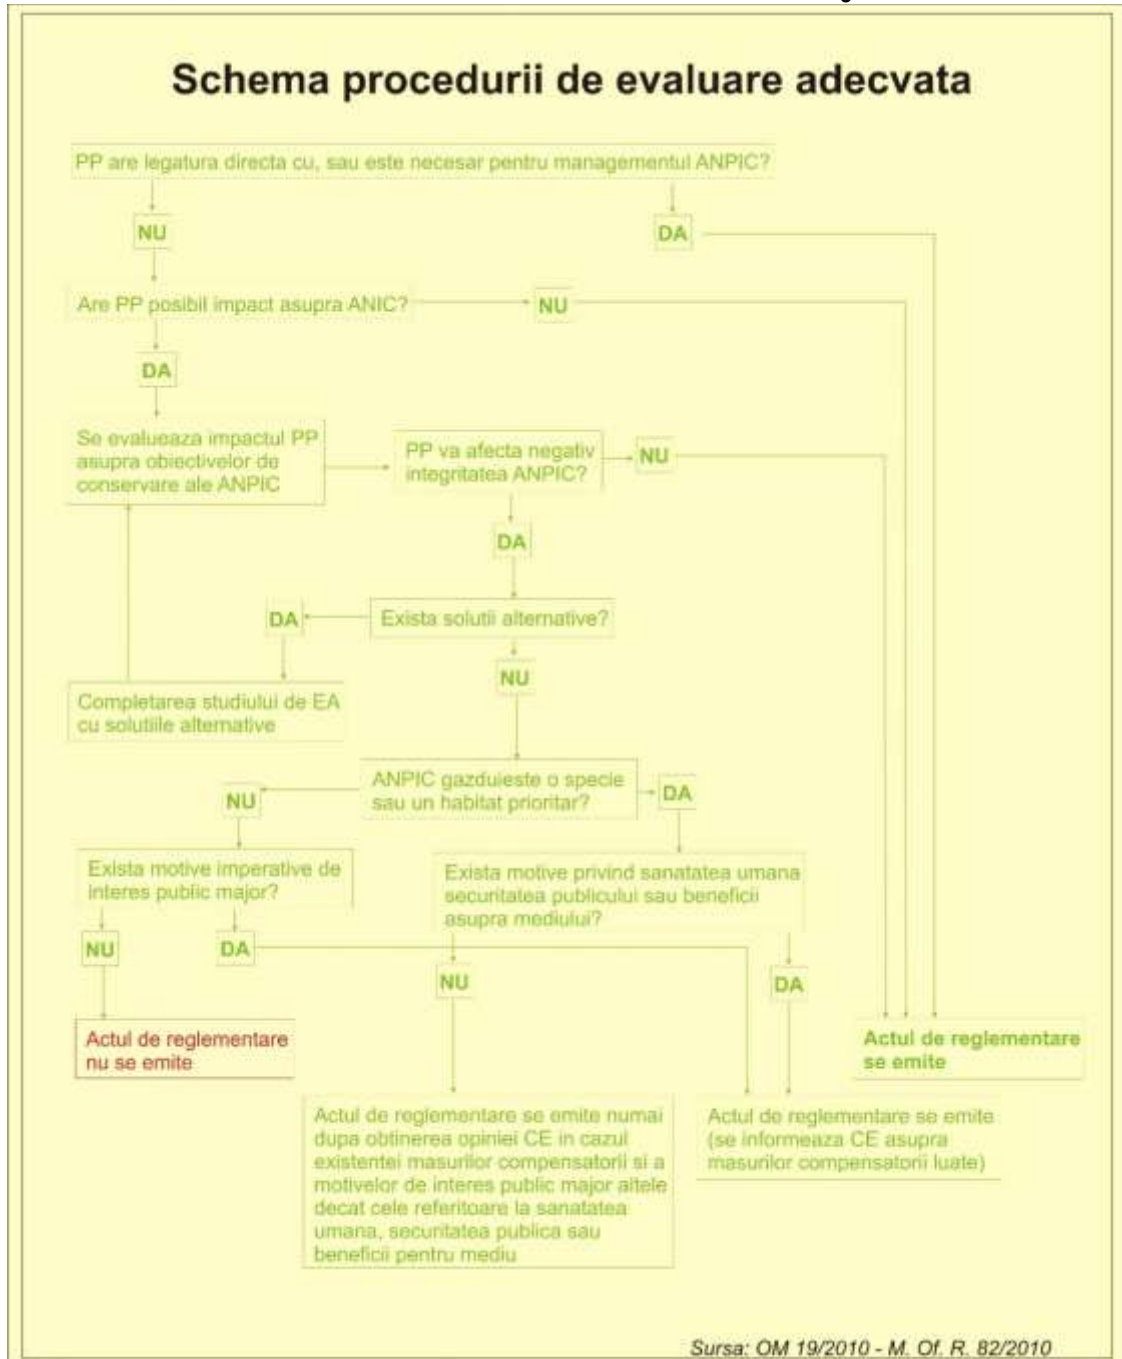 Schema procedurii de evaluare adecvata
PP are legatura directa cu, sau este necesar pentru managementul ANPIC?
NU
DA
Are PP posibil impact asupra ANIC?
NU
DA
Se evalueaza impactul PP
asupra obiectivelor de
conservare ale ANPIC
PP va afecta negativ
integritatea ANPIC?
NU
DA
Exista solutii alternative?
DA
NU
Completarea studiului de EA
cu solutiile alternative
ANPIC gazduieste o specie
sau un habitat prioritar?
NU
DA
Exista motive imperative de
interes public major?
Exista motive privind sanatatea umana
securitatea publicului sau beneficii
asupra mediului?
NU
DA
NU
DA
Actul de reglementare
nu se emite
Actul de reglementare
se emite
Actul de reglementare se emite numai
dupa obtinerea opiniei CE in cazul
existentei masurilor compensatorii si a
motivelor de interes public major altele
decat cele referitoare la sanatatea
umana, securitatea publica sau
beneficii pentru mediu
Actul de reglementare se emite
(se informeaza CE asupra
masurilor compensatorii luate)
Sursa: OM 19/2010 - M. Of. R. 82/2010